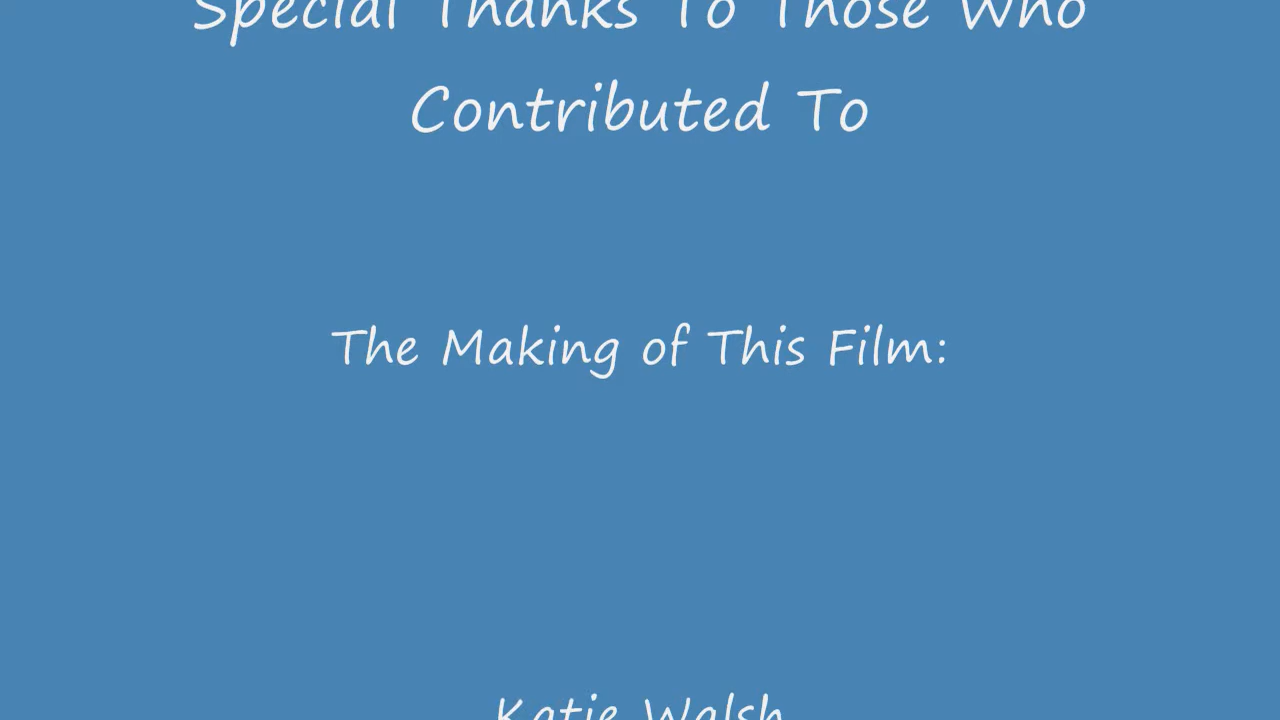 Special Thanks To Those Who
Contributed To
The Making of This Film:
Katie Walsh